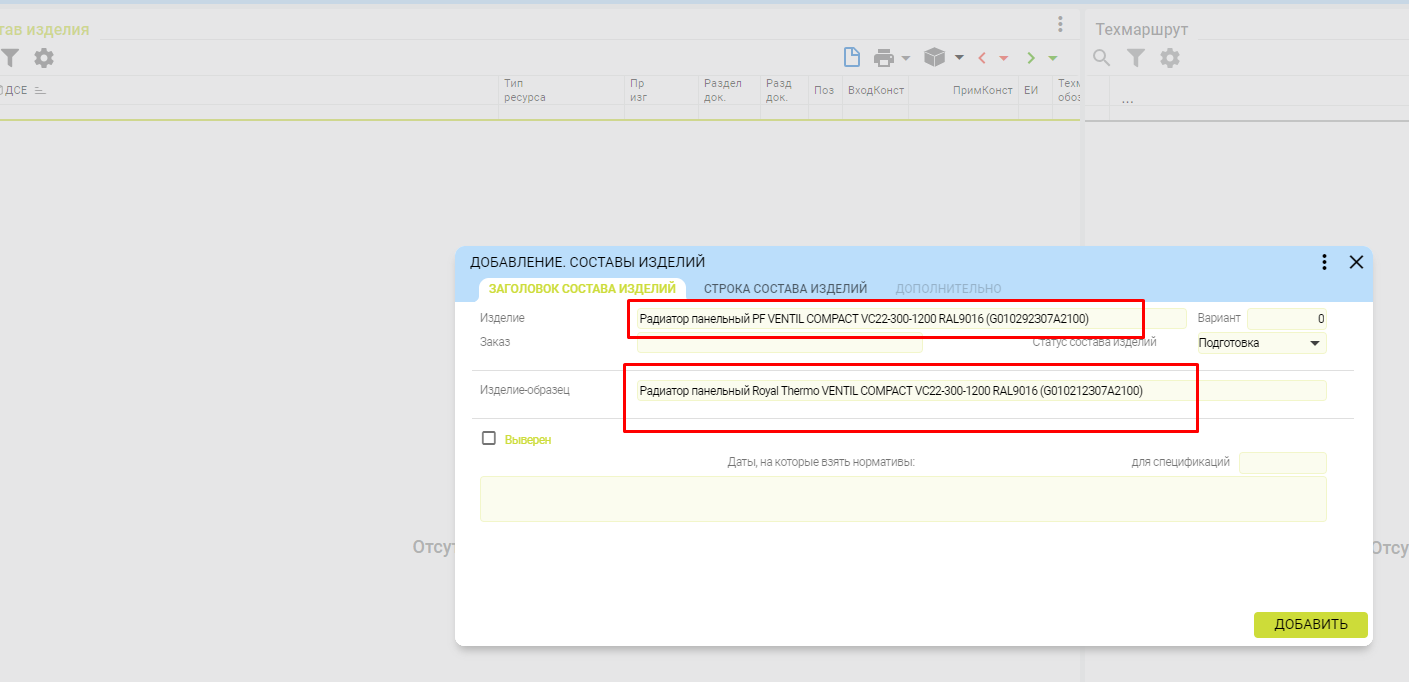 тав изделия
Техмаршрут
ДСЕ
Тип ресурса
Пр изг
Раздел док.
Разд док.
Поз
ВходКонст
ПримКонст
ЕИ
Техм обоз
...
ДОБАВЛЕНИЕ. СОСТАВЫ ИЗДЕЛИЙ
ЗАГОЛОВОК СОСТАВА ИЗДЕЛИЙ СТРОКА СОСТАВА ИЗДЕЛИЙ ДОПОЛНИТЕЛЬНО
Изделие Радиатор панельный PF VENTIL COMPACT VC22-300-1200 RAL9016 (G010292307A2100) Вариант 0
Заказ Статус состава изделий Подготовка
Изделие-образец Радиатор панельный Royal Thermo VENTIL COMPACT VC22-300-1200 RAL9016 (G010212307A2100)
Выверен
Даты, на которые взять нормативы: для спецификаций
Отсут
Отсу
ДОБАВИТЬ